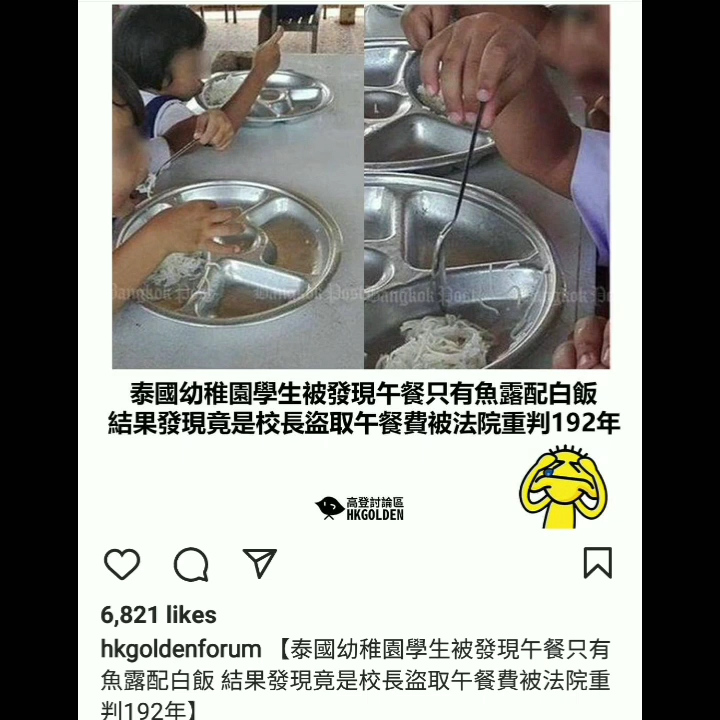 Bangkok Post Bangkok Post
泰國幼稚園學生被發現午餐只有魚露配白飯
結果發現竟是校長盜取午餐費被法院重判192年
高登討論區
HKGOLDEN
6,821 likes
hkgoldenforum 【泰國幼稚園學生被發現午餐只有
魚露配白飯 結果發現竟是校長盜取午餐費被法院重
判192年】